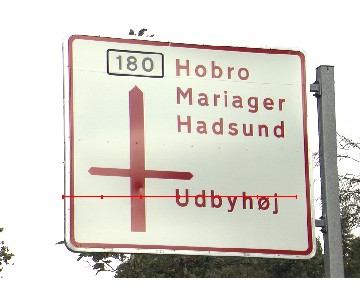 180
Hobro
Mariager
Hadsund
Udbyhøj